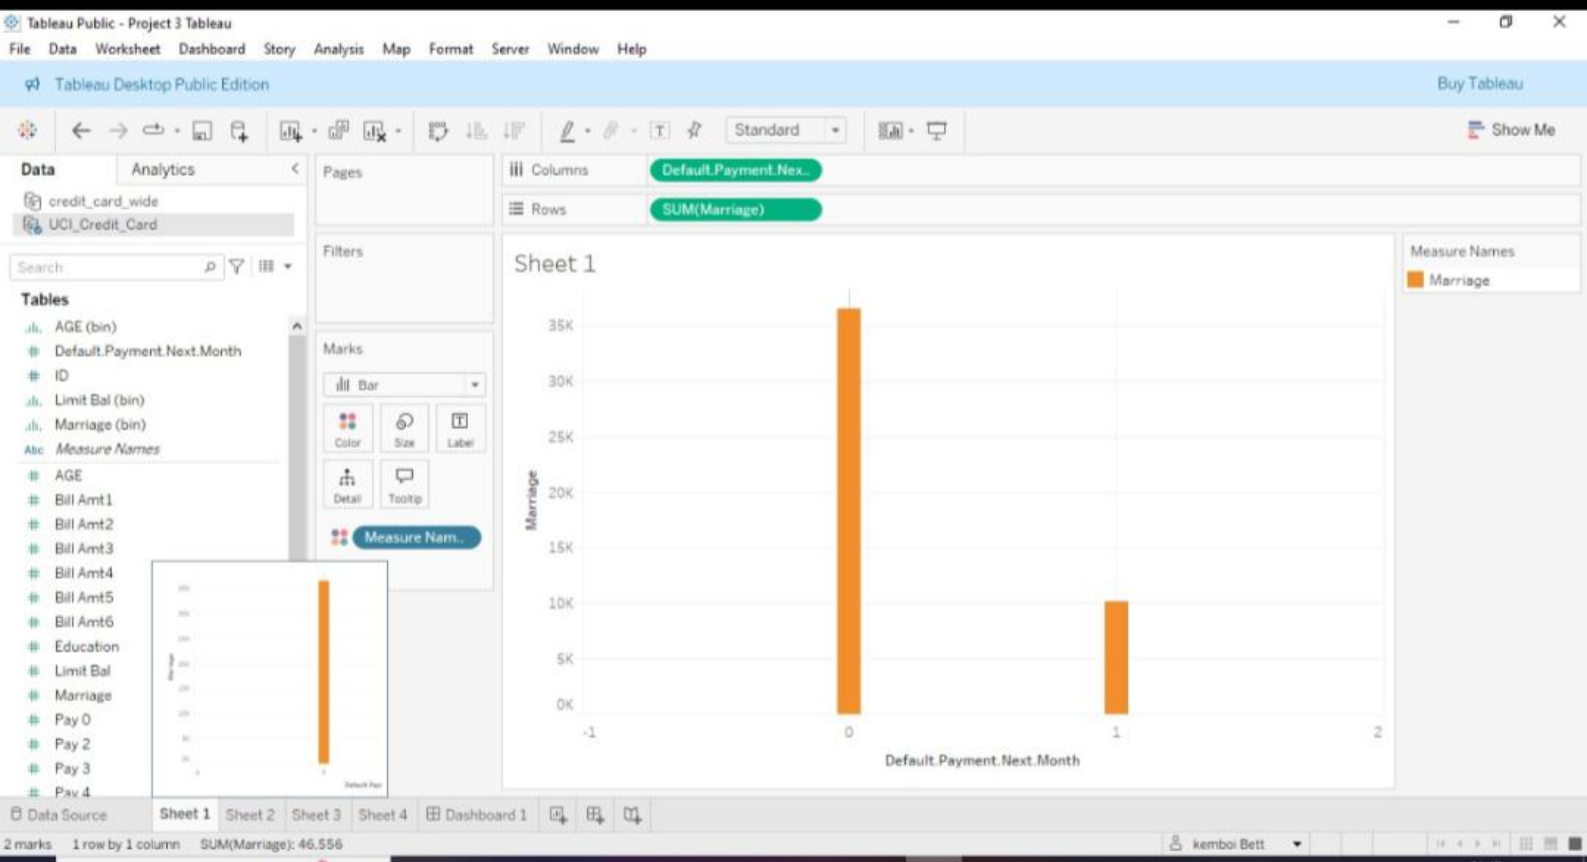 Tableau Public - Project 3 Tableau
File Data Worksheet Dashboard Story Analysis Map Format Server Window Help
Tableau Desktop Public Edition
Buy Tableau
Standard
Show Me
Data
Analytics
credit_card_wide
UCI_Credit_Card
Search
Tables
AGE (bin)
Default.Payment.Next.Month
ID
Limit Bal (bin)
Marriage (bin)
Abc Measure Names
AGE
Bill Amt1
Bill Amt2
Bill Amt3
Bill Amt4
Bill Amt5
Bill Amt6
Education
Limit Bal
Marriage
Pay 0
Pay 2
Pay 3
Pay 4
Pages
Filters
Marks
Bar
Color
Size
Label
Detail
Tooltip
Measure Nam..
Columns
Default.Payment.Nex..
Rows
SUM(Marriage)
Sheet 1
35K
30K
25K
20K
15K
10K
5K
0K
Marriage
-1
0
1
2
Default.Payment.Next.Month
Measure Names
Marriage
Data Source
Sheet 1
Sheet 2
Sheet 3
Sheet 4
Dashboard 1
2 marks
1 row by 1 column
SUM(Marriage): 46,556
kemboi Bett